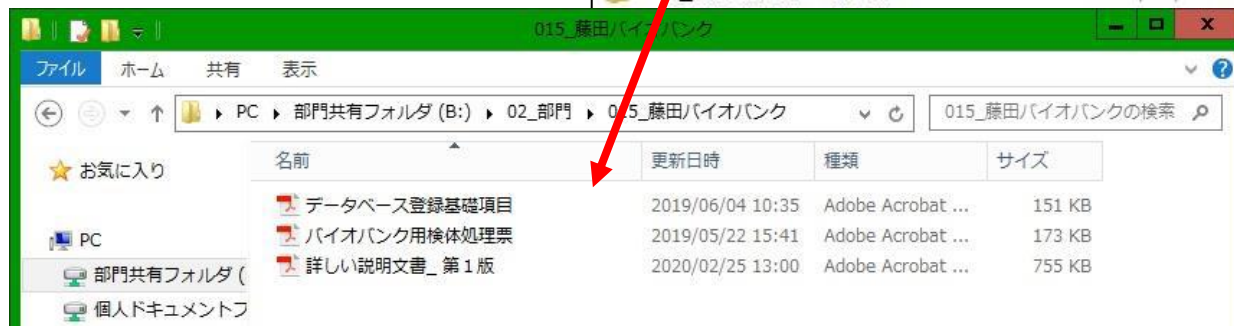 015_藤田バイオバンク
ファイル ホーム 共有 表示
PC 部門共有フォルダ (B:) 02_部門 015_藤田バイオバンク 015_藤田バイオバンクの検索
お気に入り
名前 更新日時 種類 サイズ
データベース登録基礎項目 2019/06/04 10:35 Adobe Acrobat ... 151 KB
PC
バイオバンク用検体処理票 2019/05/22 15:41 Adobe Acrobat ... 173 KB
部門共有フォルダ (
詳しい説明文書_ 第1版 2020/02/25 13:00 Adobe Acrobat ... 755 KB
個人ドキュメントフ